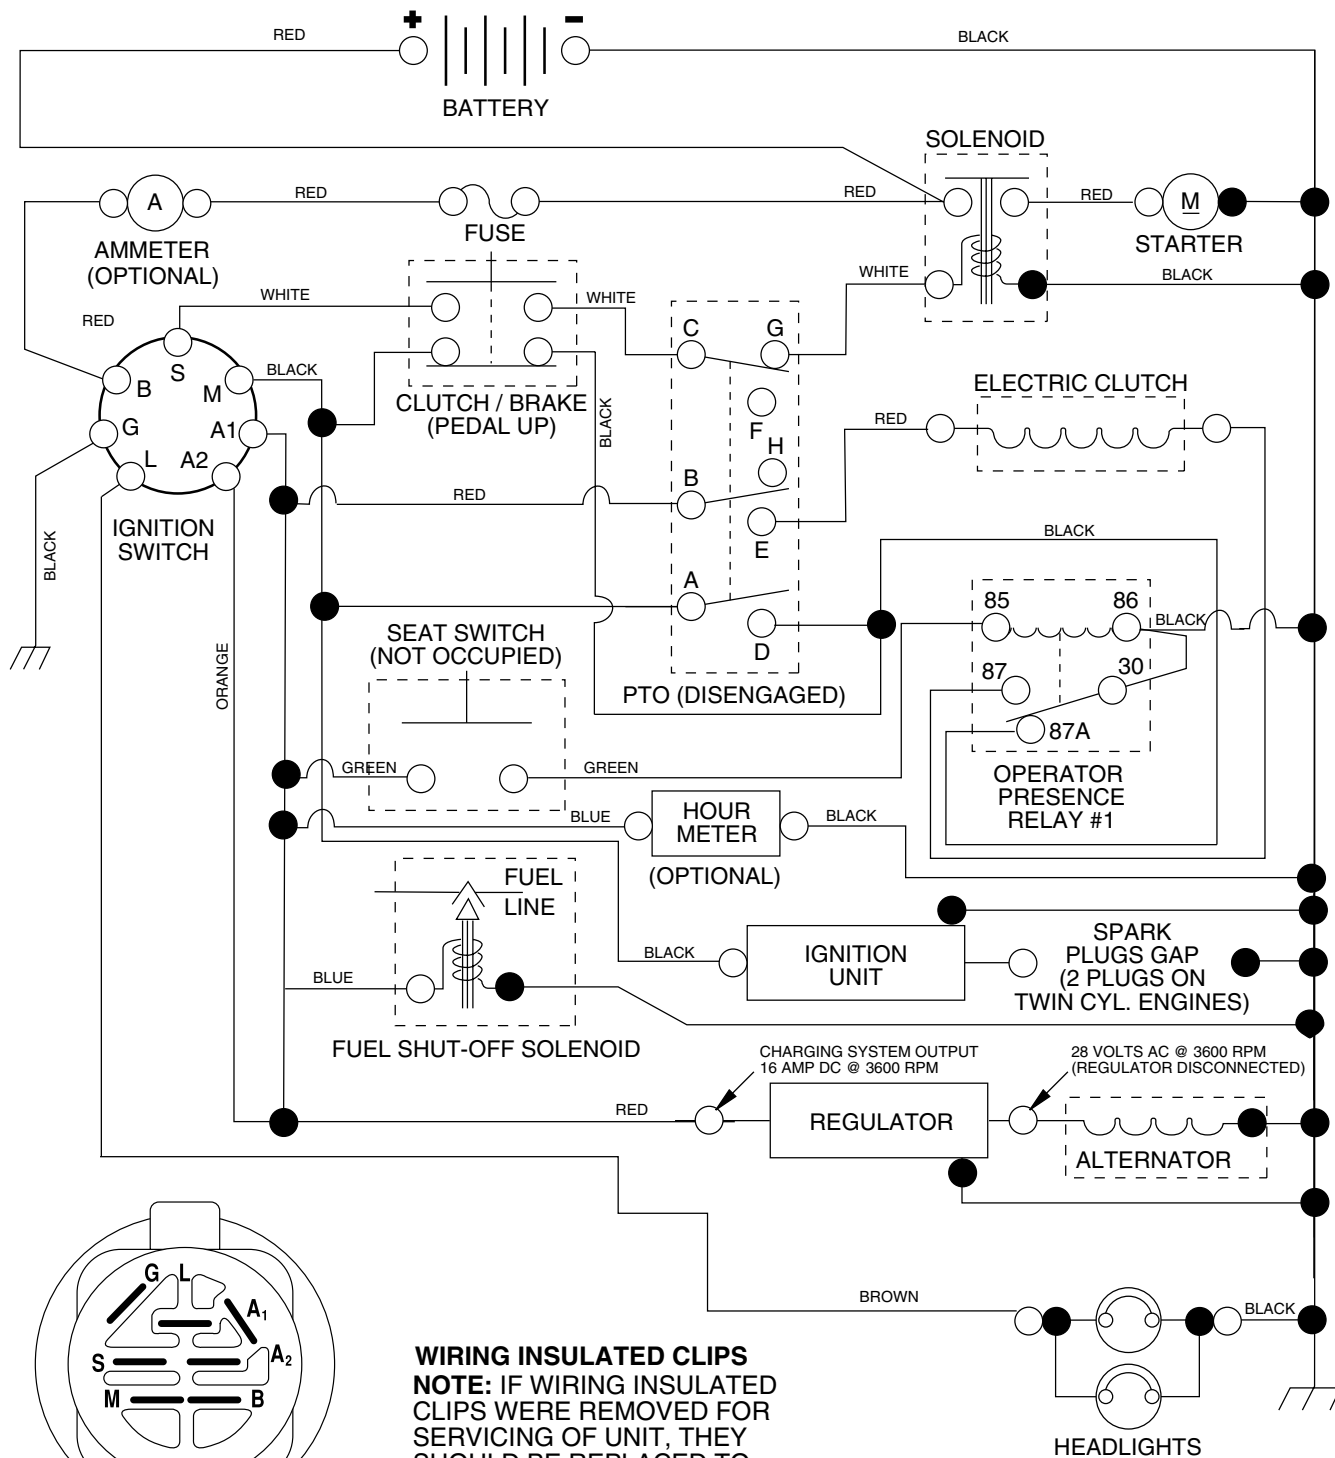 + -
RED
BLACK
BATTERY
SOLENOID
A
RED
RED
RED
M
AMMETER
(OPTIONAL)
FUSE
STARTER
WHITE
BLACK
WHITE
WHITE
RED
S
B
M
BLACK
G
A1
L
A2
CLUTCH / BRAKE
(PEDAL UP)
BLACK
C
G
F
H
B
E
A
D
ELECTRIC CLUTCH
RED
RED
IGNITION
SWITCH
BLACK
BLACK
85
86
BLACK
87
30
87A
SEAT SWITCH
(NOT OCCUPIED)
ORANGE
PTO (DISENGAGED)
GREEN
GREEN
OPERATOR
PRESENCE
RELAY #1
BLUE
HOUR
METER
BLACK
(OPTIONAL)
FUEL
LINE
BLACK
IGNITION
UNIT
SPARK
PLUGS GAP
(2 PLUGS ON
TWIN CYL. ENGINES)
BLUE
FUEL SHUT-OFF SOLENOID
CHARGING SYSTEM OUTPUT
16 AMP DC @ 3600 RPM
28 VOLTS AC @ 3600 RPM
(REGULATOR DISCONNECTED)
RED
REGULATOR
ALTERNATOR
G
L
A1
S
A2
M
B
BROWN
BLACK
HEADLIGHTS
WIRING INSULATED CLIPS
NOTE: IF WIRING INSULATED
CLIPS WERE REMOVED FOR
SERVICING OF UNIT, THEY
SHOULD BE REPLACED TO